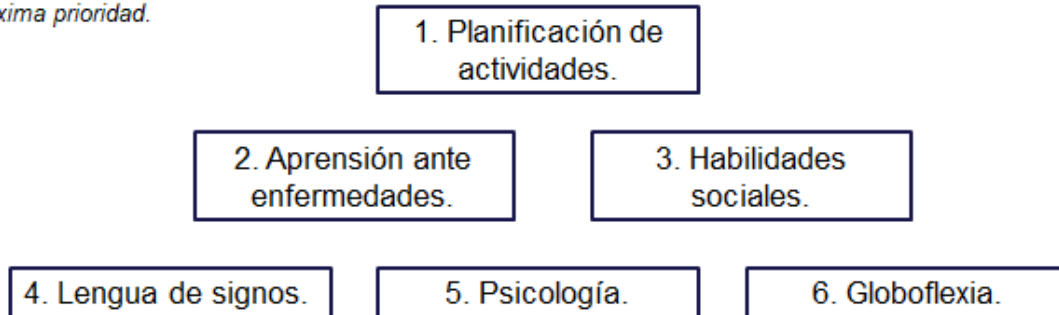 prioridad.
1. Planificación de
actividades.
2. Aprensión ante
enfermedades.
3. Habilidades
sociales.
4. Lengua de signos.
5. Psicología.
6. Globoflexia.